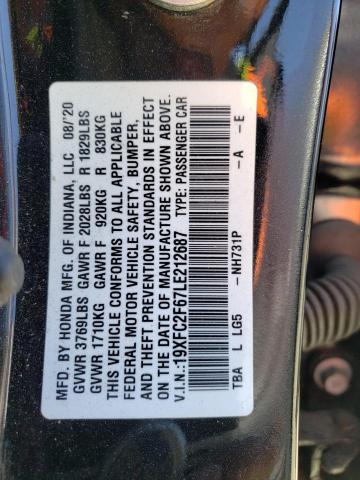 MFD. BY HONDA MFG. OF INDIANA, LLC 08/'20
GVWR 3769LBS GAWR F 2028LBS R 1829LBS
GVWR 1710KG GAWR F 920KG R 830KG
THIS VEHICLE CONFORMS TO ALL APPLICABLE
FEDERAL MOTOR VEHICLE SAFETY, BUMPER,
AND THEFT PREVENTION STANDARDS IN EFFECT
ON THE DATE OF MANUFACTURE SHOWN ABOVE.
V.I.N.:19XFC2F67LE212687 TYPE: PASSENGER CAR
TBA L LG5 -NH731P -A -E